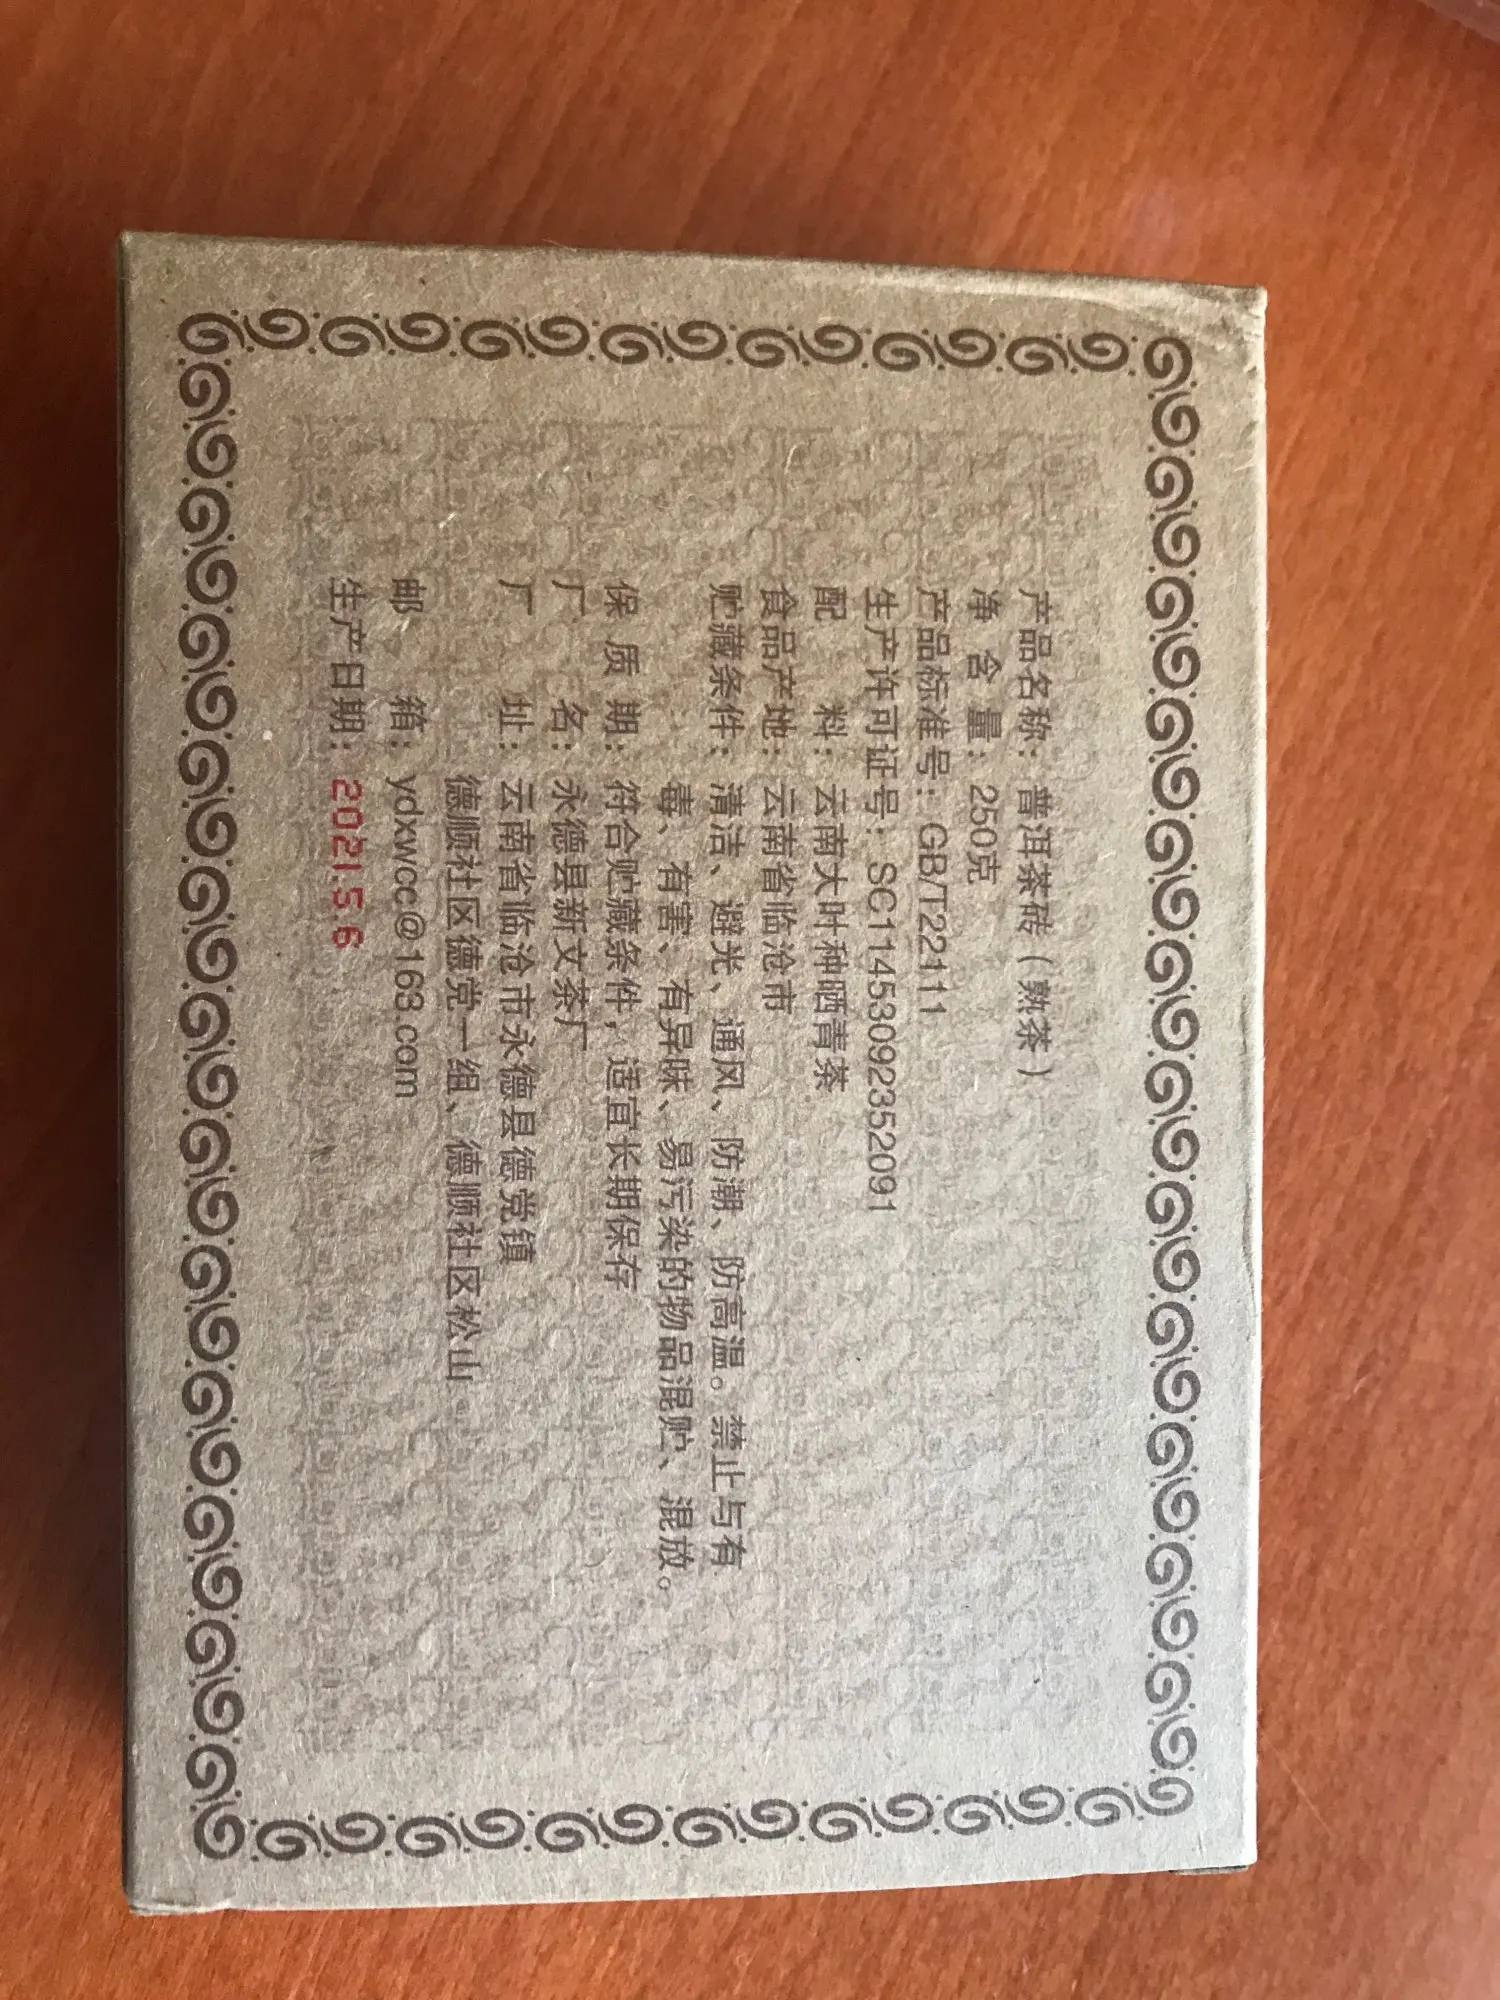 产品名称：普洱茶砖（熟茶）
净含量：250克
产品标准号：GB/T22111
生产许可证号：SC11453092352091
配料：云南大叶种晒青茶
食品产地：云南省临沧市
贮藏条件：清洁、避光、通风、防潮、防高温。禁止与有
毒、有害、有异味、易污染的物品混贮、混放。
保质期：符合贮藏条件，适宜长期保存
厂名：永德县新文茶厂
厂址：云南省临沧市永德县德党镇
德顺社区德党一组、德顺社区松山
邮箱：ydxwcc@163.com
生产日期：2021.5.6